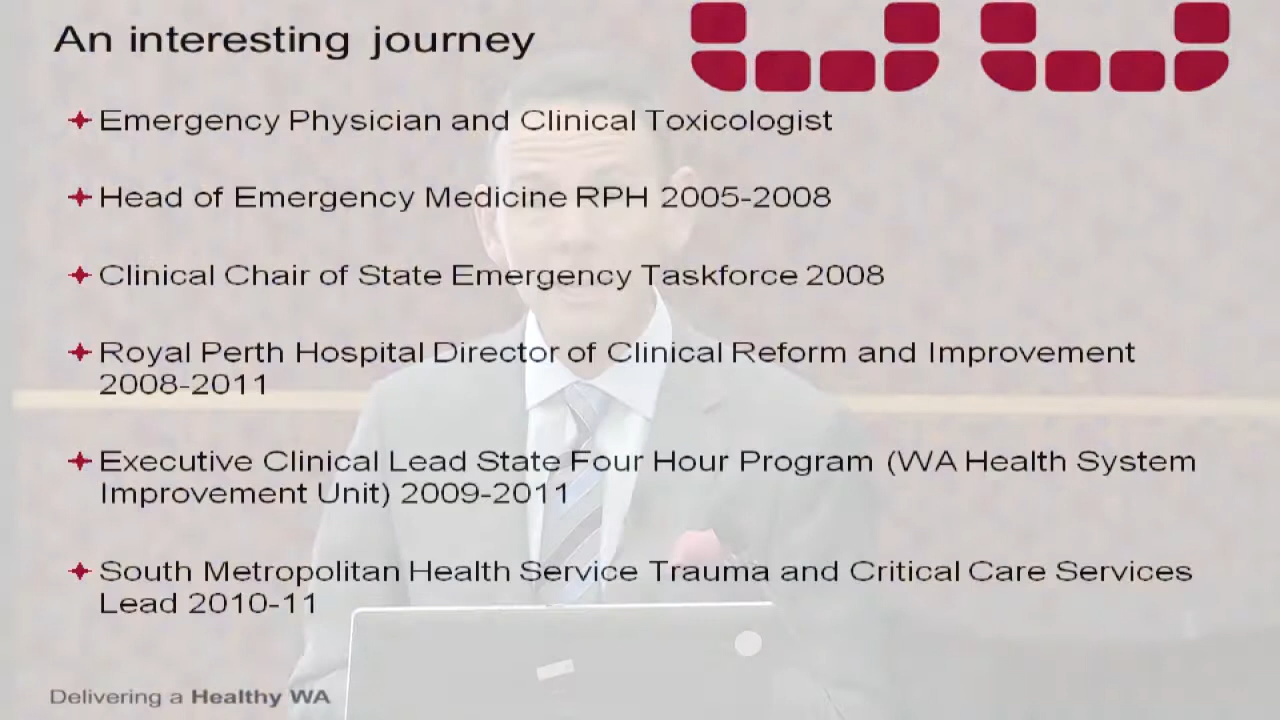 An interesting journey
Emergency Physician and Clinical Toxicologist
Head of Emergency Medicine RPH 2005-2008
Clinical Chair of State Emergency Taskforce 2008
Royal Perth Hospital Director of Clinical Reform and Improvement
2008-2011
Executive Clinical Lead State Four Hour Program (WA Health System
Improvement Unit) 2009-2011
South Metropolitan Health Service Trauma and Critical Care Services
Lead 2010-11
Delivering a Healthy WA